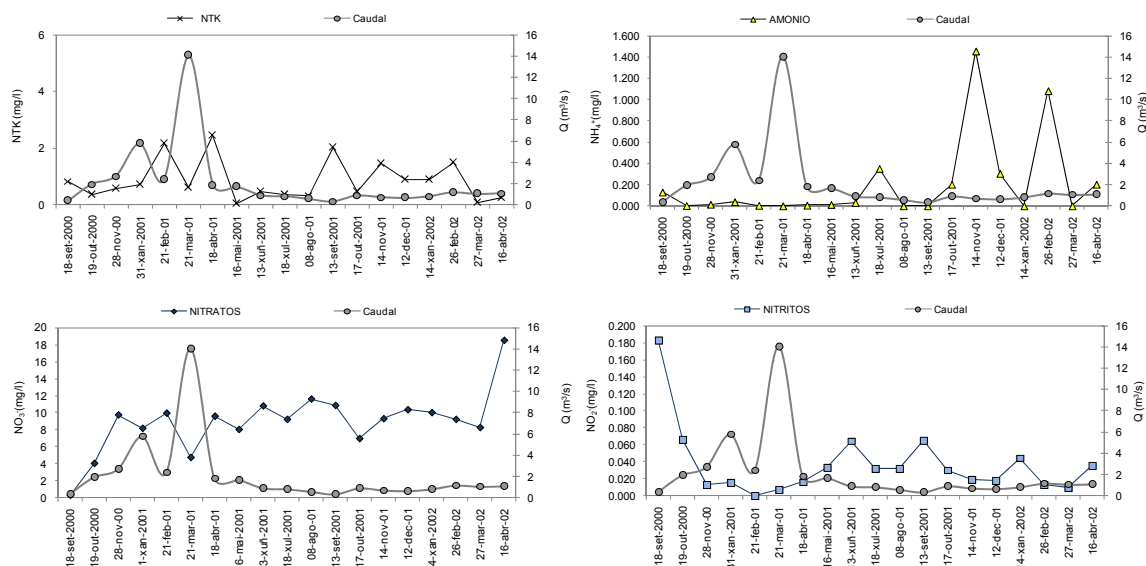 NTK Caudal
6
4
2
0
NTK (mg/l)
16
14
12
10
8
6
4
2
0
Q (m³/s)
18-set-2000
19-out-2000
28-nov-00
31-xan-2001
21-feb-01
21-mar-01
18-abr-01
16-mai-2001
13-xuñ-2001
18-xul-2001
08-ago-01
13-set-2001
17-out-2001
14-nov-01
12-dec-01
14-xan-2002
26-feb-02
27-mar-02
16-abr-02
AMONIO Caudal
1.600
1.400
1.200
1.000
0.800
0.600
0.400
0.200
0.000
NH₄⁺(mg/l)
16
14
12
10
8
6
4
2
0
Q (m³/s)
18-set-2000
19-out-2000
28-nov-00
31-xan-2001
21-feb-01
21-mar-01
18-abr-01
16-mai-2001
13-xuñ-2001
18-xul-2001
08-ago-01
13-set-2001
17-out-2001
14-nov-01
12-dec-01
14-xan-2002
26-feb-02
27-mar-02
16-abr-02
NITRATOS Caudal
20
18
16
14
12
10
8
6
4
2
0
NO₃⁻(mg/l)
16
14
12
10
8
6
4
2
0
Q (m³/s)
18-set-2000
19-out-2000
28-nov-00
1-xan-2001
21-feb-01
21-mar-01
18-abr-01
6-mai-2001
3-xuñ-2001
18-xul-2001
08-ago-01
13-set-2001
17-out-2001
14-nov-01
12-dec-01
4-xan-2002
26-feb-02
27-mar-02
16-abr-02
NITRITOS Caudal
0.200
0.180
0.160
0.140
0.120
0.100
0.080
0.060
0.040
0.020
0.000
NO₂⁻(mg/l)
16
14
12
10
8
6
4
2
0
Q (m³/s)
18-set-2000
19-out-2000
28-nov-00
31-xan-2001
21-feb-01
21-mar-01
18-abr-01
16-mai-2001
13-xuñ-2001
18-xul-2001
08-ago-01
13-set-2001
17-out-2001
14-nov-01
12-dec-01
14-xan-2002
26-feb-02
27-mar-02
16-abr-02